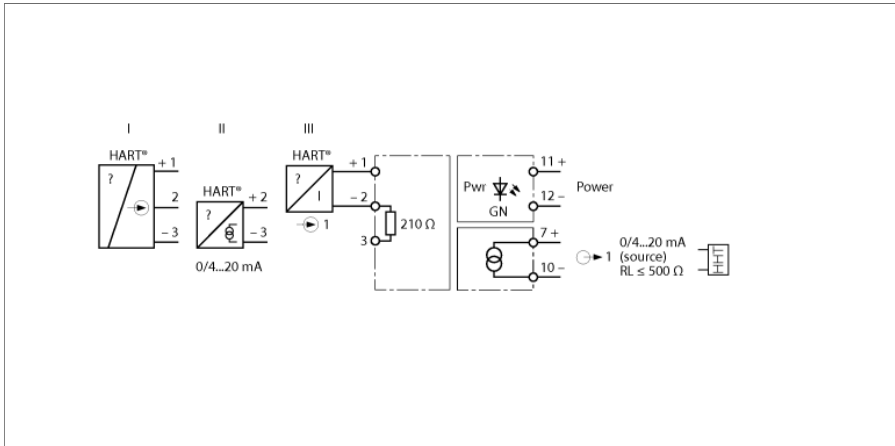 I
II
III
HART®
HART®
HART®
?
+ 1
2
– 3
?
+ 2
– 3
0/4...20 mA
?
I
+ 1
– 2
1
3
210 Ω
Pwr
GN
11 +
12 –
Power
7 +
10 –
1
0/4...20 mA
(source)
RL ≤ 500 Ω